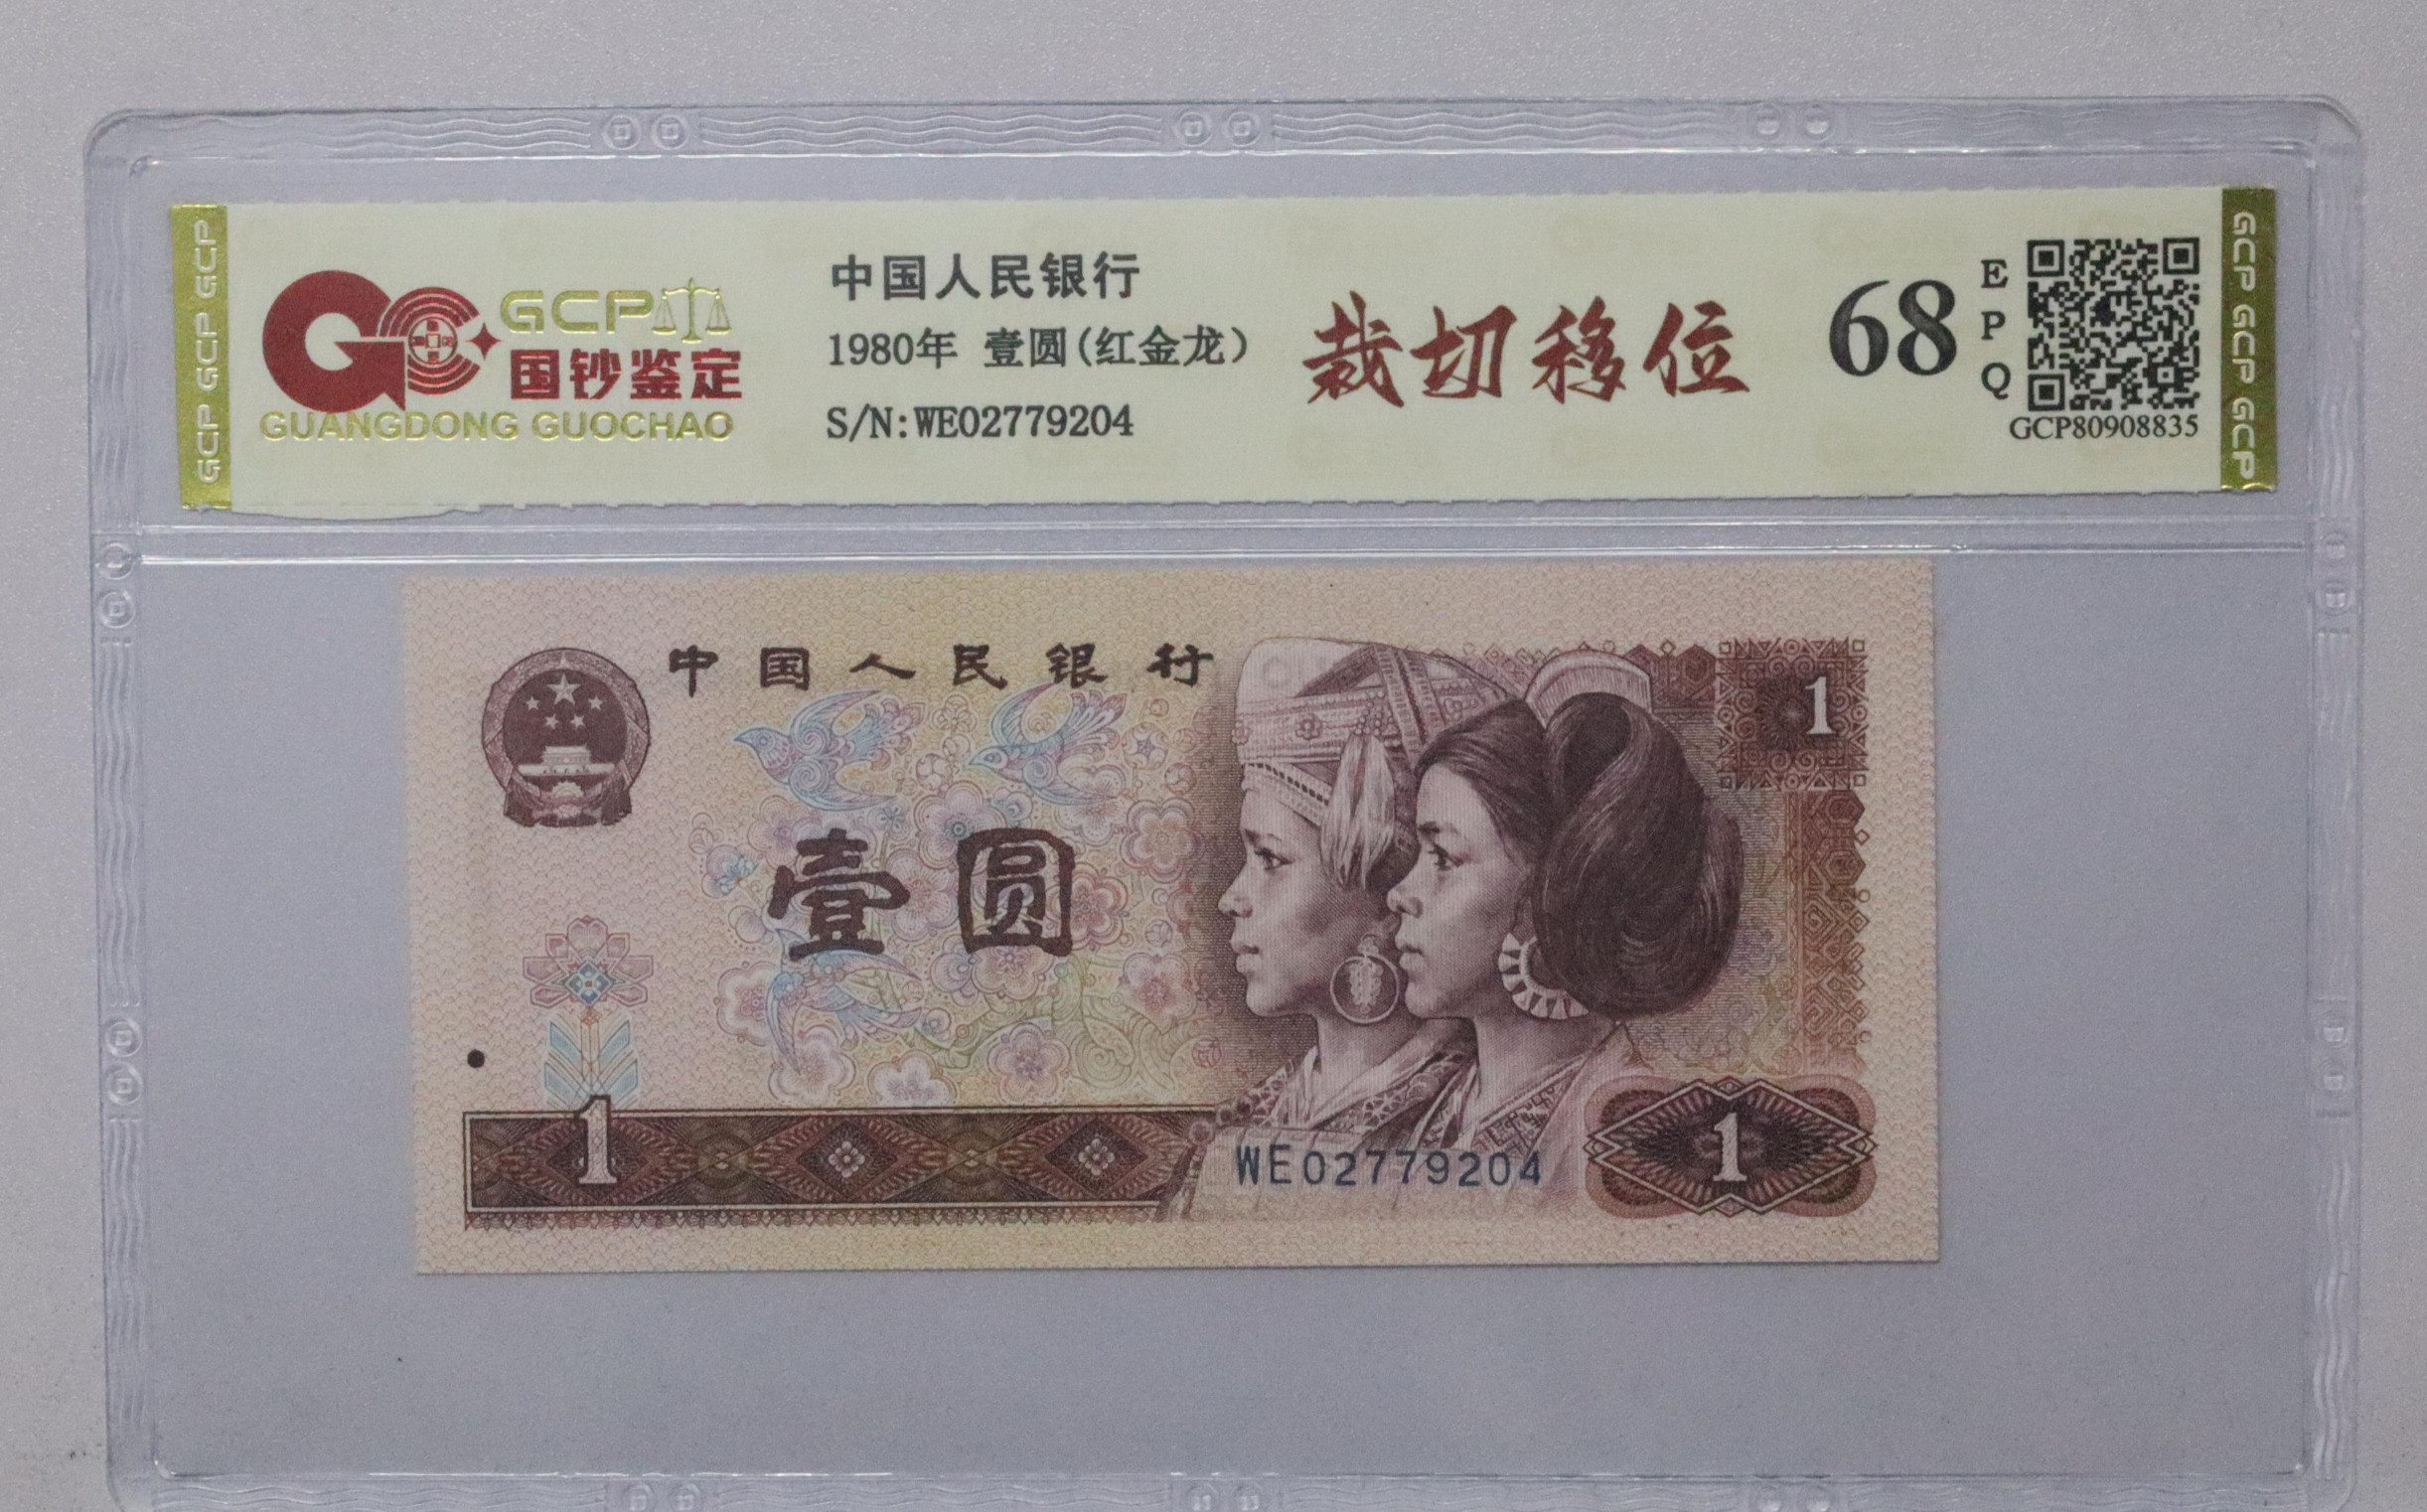 GCP GCP GCP
GCP
国钞鉴定
GUANGDONG GUOCHAO
中国人民银行
1980年 壹圆(红金龙)
S/N:WE02779204
裁切移位
68
EPQ
GCP80908835
GCP GCP GCP
中国人民银行
1
壹圆
1
WE02779204
1